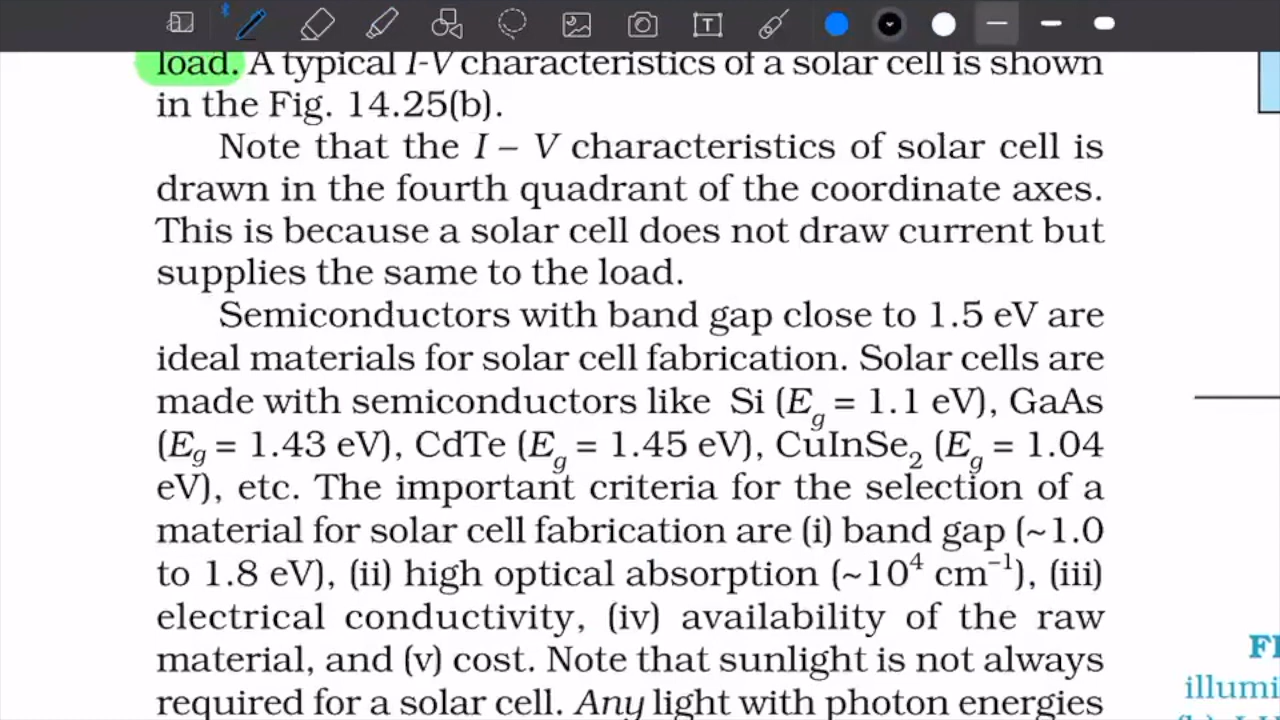 T
load. A typical I-V characteristics of a solar cell is shown
in the Fig. 14.25(b).
Note that the I – V characteristics of solar cell is
drawn in the fourth quadrant of the coordinate axes.
This is because a solar cell does not draw current but
supplies the same to the load.
Semiconductors with band gap close to 1.5 eV are
ideal materials for solar cell fabrication. Solar cells are
made with semiconductors like Si (Eg = 1.1 eV), GaAs
(Eg = 1.43 eV), CdTe (Eg = 1.45 eV), CuInSe₂ (Eg = 1.04
eV), etc. The important criteria for the selection of a
material for solar cell fabrication are (i) band gap (~1.0
to 1.8 eV), (ii) high optical absorption (~10⁴ cm⁻¹), (iii)
electrical conductivity, (iv) availability of the raw
material, and (v) cost. Note that sunlight is not always
required for a solar cell. Any light with photon energies
illumi